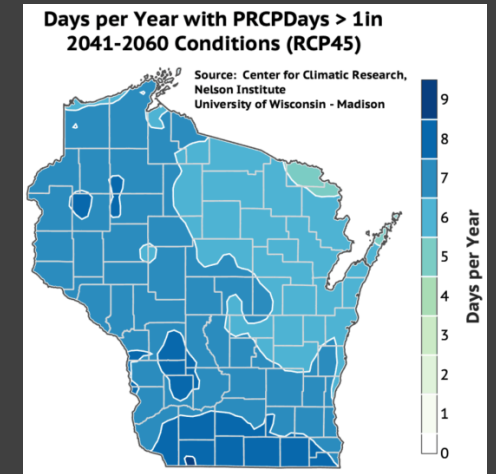 Days per Year with PRCPDays > 1in
2041-2060 Conditions (RCP45)
Source: Center for Climatic Research,
Nelson Institute
University of Wisconsin - Madison
9
8
7
6
5
4
3
2
1
0
Days per Year